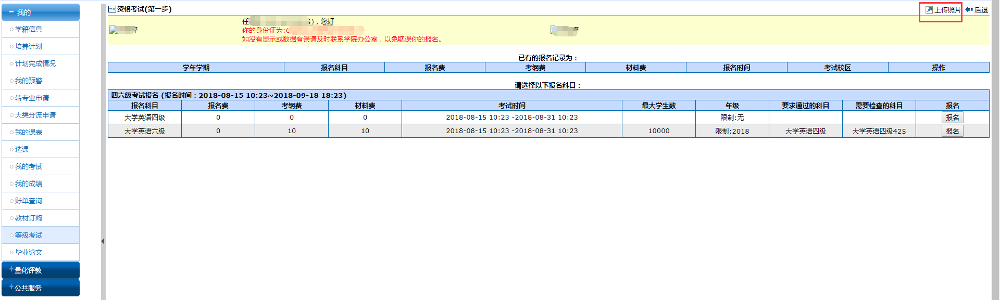 我的
学籍信息
培养计划
计划完成情况
我的预警
转专业申请
大类分流申请
我的课表
选课
我的考试
我的成绩
账单查询
教材订购
等级考试
毕业论文
量化评教
公共服务
资格考试(第一步)
上传照片 后退
任 ), 您好
你的身份证为:6
如没有显示或数据有误请及时联系学院办公室，以免耽误你的报名。
已有的报名记录为：
学年学期 报名科目 报名费 考纲费 材料费 报名时间 考试校区 操作
请选择以下报名科目：
四六级考试报名 (报名时间：2018-08-15 10:23~2018-09-18 18:23)
报名科目 报名费 考纲费 材料费 考试时间 最大学生数 年级 要求通过的科目 需要检查的科目 报名
大学英语四级 0 0 0 2018-08-15 10:23 -2018-08-31 10:23 限制:无 报名
大学英语六级 0 10 10 2018-08-15 10:23 -2018-08-31 10:23 10000 限制:2018 大学英语四级 大学英语四级425 报名